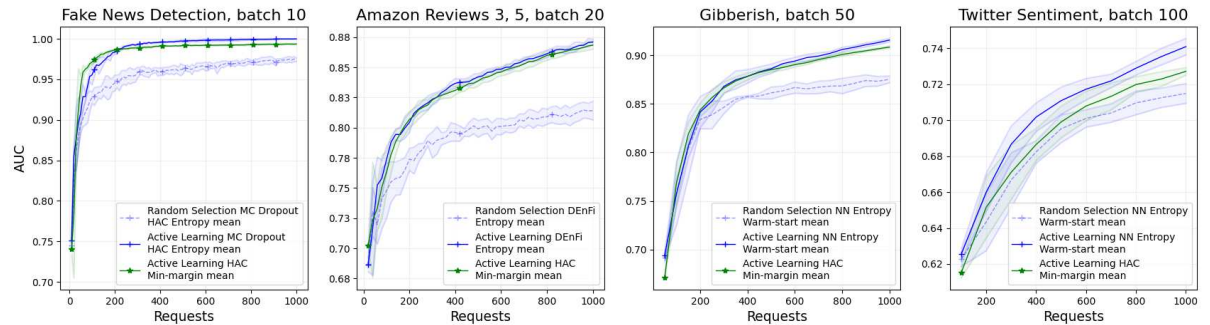 Fake News Detection, batch 10
AUC
1.00
0.95
0.90
0.85
0.80
0.75
0.70
Random Selection MC Dropout
HAC Entropy mean
Active Learning MC Dropout
HAC Entropy mean
Active Learning HAC
Min-margin mean
0
200
400
600
800
1000
Requests
Amazon Reviews 3, 5, batch 20
0.88
0.85
0.83
0.80
0.78
0.75
0.73
0.70
0.68
Random Selection DEnFi
Entropy mean
Active Learning DEnFi
Entropy mean
Active Learning HAC
Min-margin mean
0
200
400
600
800
1000
Requests
Gibberish, batch 50
0.90
0.85
0.80
0.75
0.70
Random Selection NN Entropy
Warm-start mean
Active Learning NN Entropy
Warm-start mean
Active Learning HAC
Min-margin mean
200
400
600
800
1000
Requests
Twitter Sentiment, batch 100
0.74
0.72
0.70
0.68
0.66
0.64
0.62
Random Selection NN Entropy
Warm-start mean
Active Learning NN Entropy
Warm-start mean
Active Learning HAC
Min-margin mean
200
400
600
800
1000
Requests